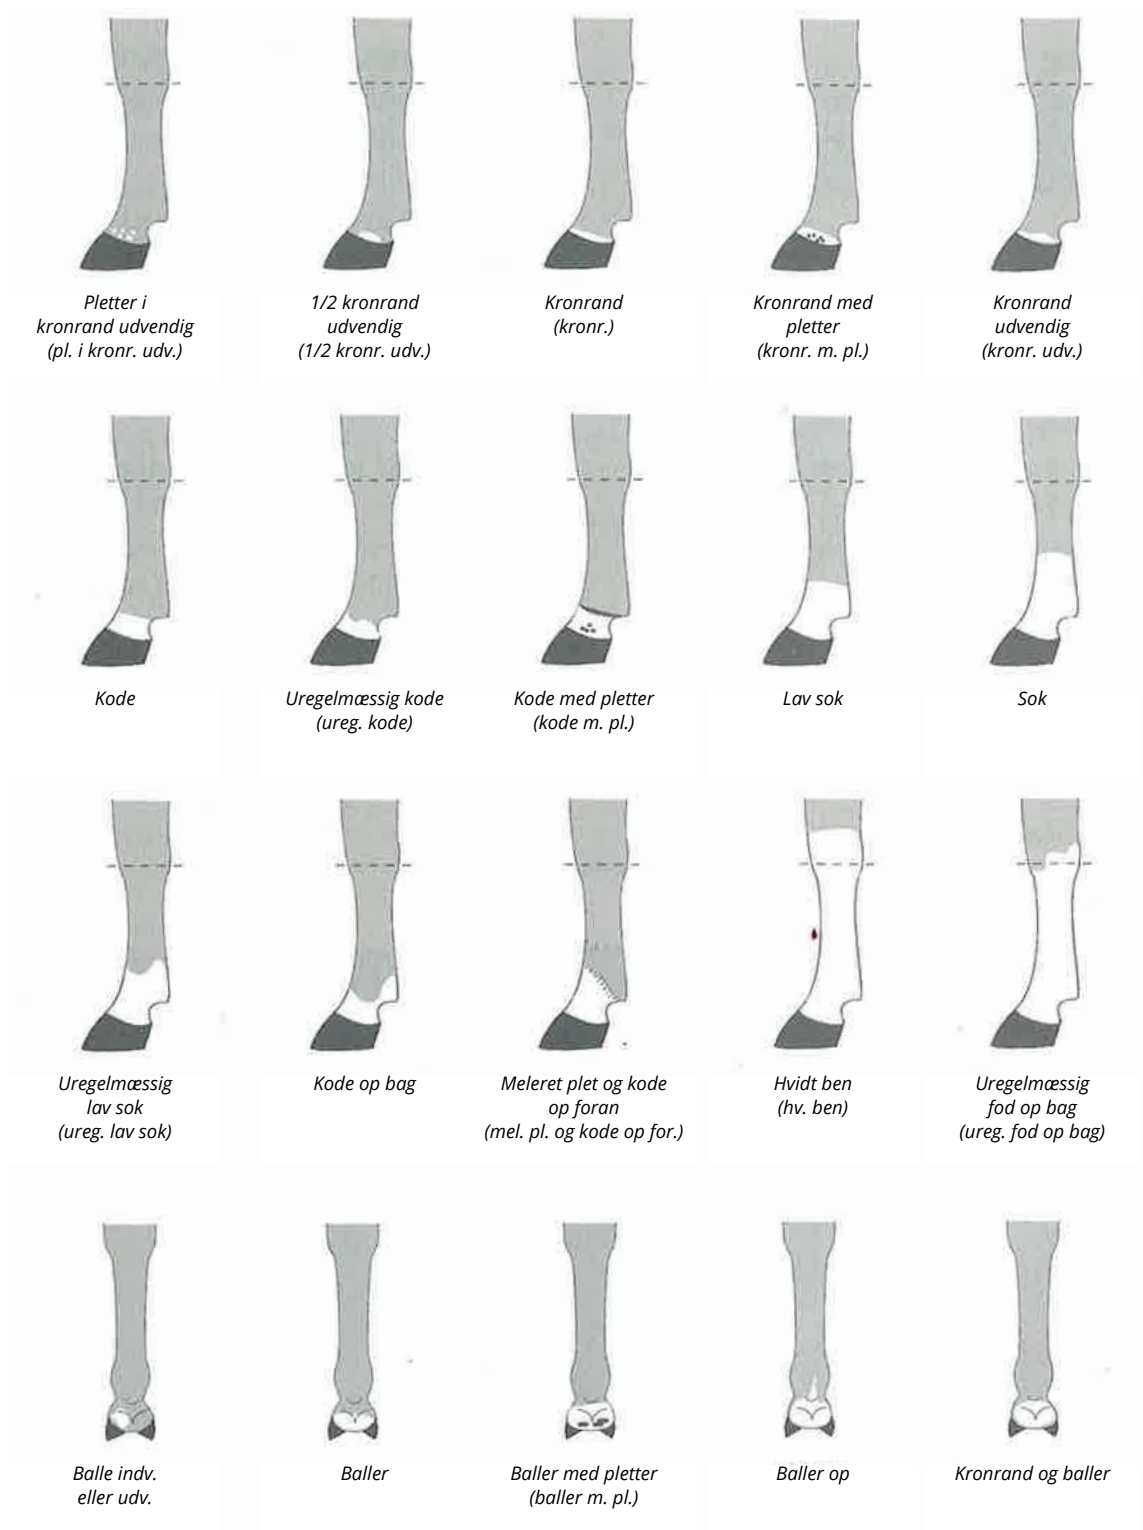 Pletter i
kronrand udvendig
(pl. i kronr. udv.)
1/2 kronrand
udvendig
(1/2 kronr. udv.)
Kronrand
(kronr.)
Kronrand med
pletter
(kronr. m. pl.)
Kronrand
udvendig
(kronr. udv.)
Kode
Uregelmæssig kode
(ureg. kode)
Kode med pletter
(kode m. pl.)
Lav sok
Sok
Uregelmæssig
lav sok
(ureg. lav sok)
Kode op bag
Meleret plet og kode
op foran
(mel. pl. og kode op for.)
Hvidt ben
(hv. ben)
Uregelmæssig
fod op bag
(ureg. fod op bag)
Balle indv.
eller udv.
Baller
Baller med pletter
(baller m. pl.)
Baller op
Kronrand og baller